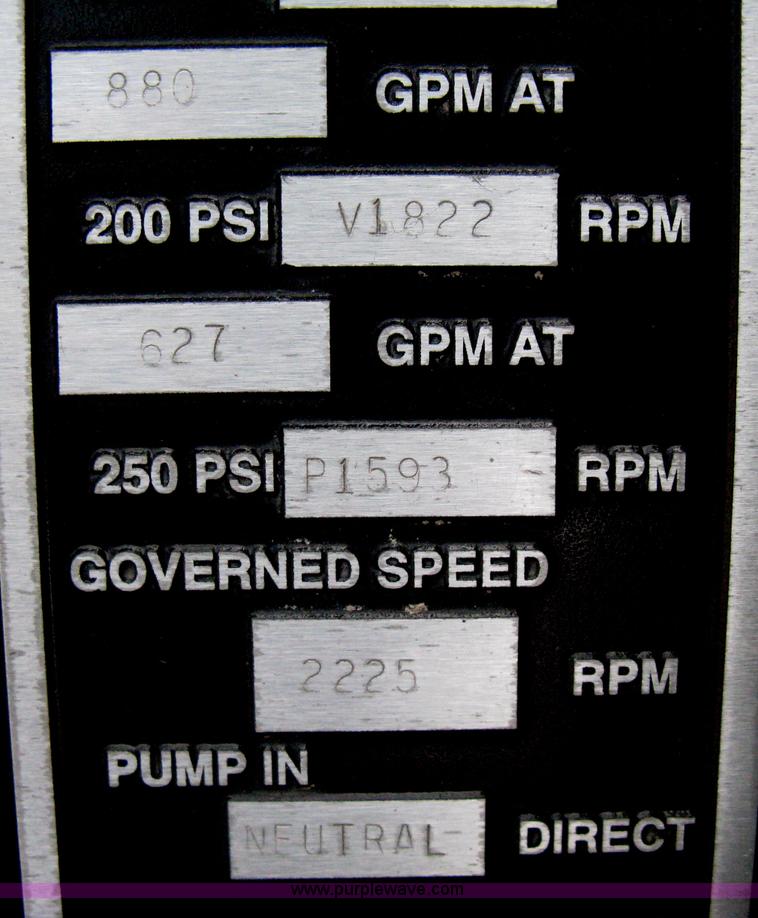 880 GPM AT
200 PSI V1822 RPM
627 GPM AT
250 PSI P1593 RPM
GOVERNED SPEED
2225 RPM
PUMP IN
NEUTRAL- DIRECT
www.purplewave.com